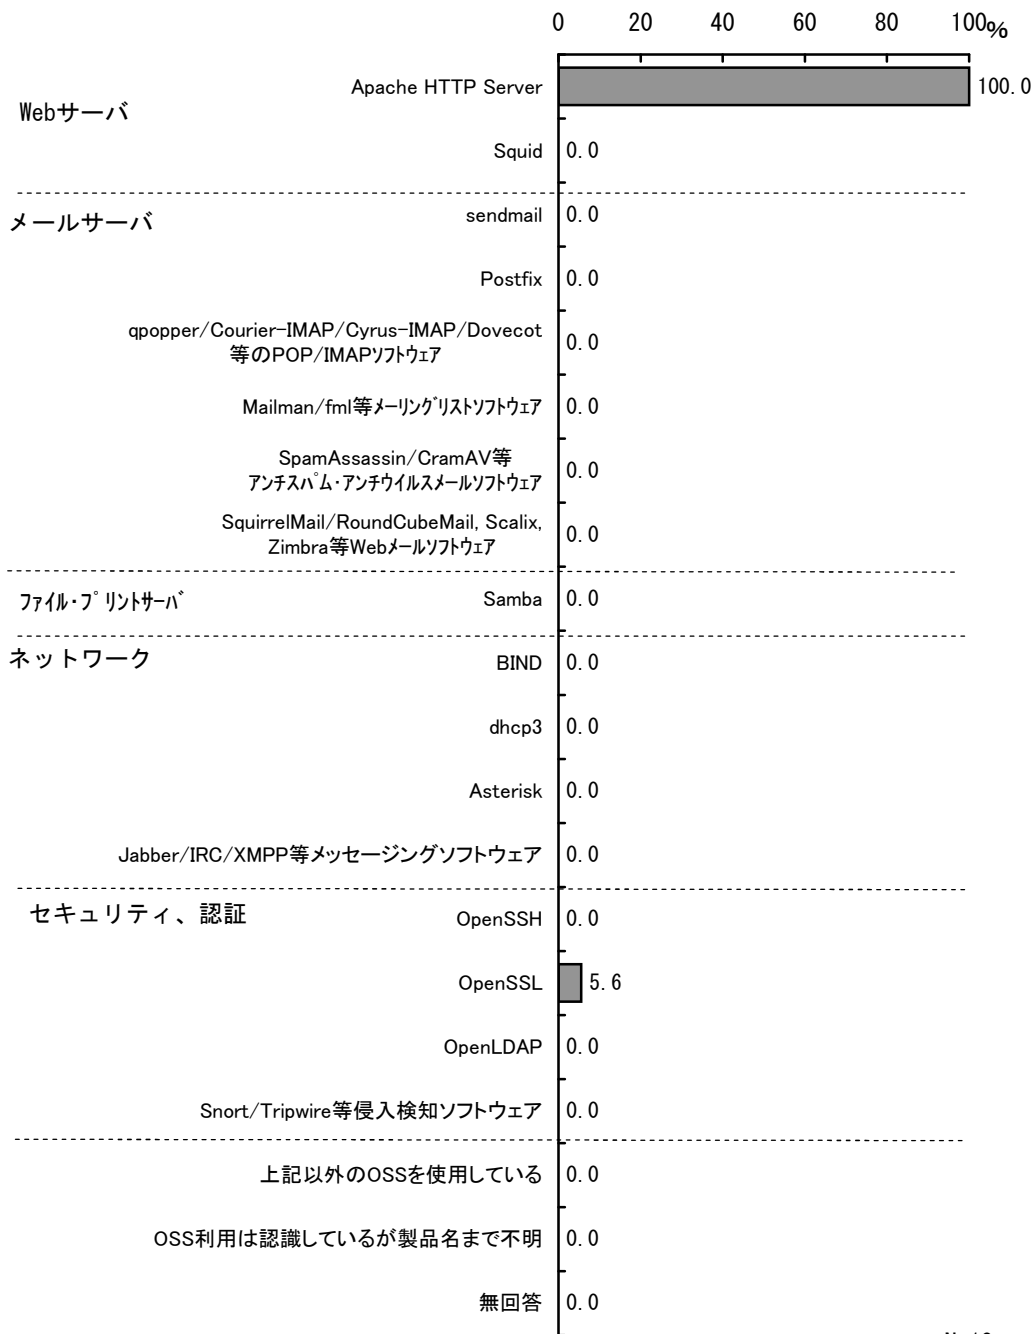 0 20 40 60 80 100%
Webサーバ
Apache HTTP Server 100.0
Squid 0.0
メールサーバ
sendmail 0.0
Postfix 0.0
qpopper/Courier-IMAP/Cyrus-IMAP/Dovecot
等のPOP/IMAPｿﾌﾄｳｪｱ 0.0
Mailman/fml等ﾒｰﾘﾝｸﾞﾘｽﾄｿﾌﾄｳｪｱ 0.0
SpamAssassin/CramAV等
ｱﾝﾁｽﾊﾟﾑ･ｱﾝﾁｳｲﾙｽﾒｰﾙｿﾌﾄｳｪｱ 0.0
SquirrelMail/RoundCubeMail, Scalix,
Zimbra等Webﾒｰﾙｿﾌﾄｳｪｱ 0.0
ﾌｧｲﾙ･ﾌﾟﾘﾝﾄｻｰﾊﾞ
Samba 0.0
ネットワーク
BIND 0.0
dhcp3 0.0
Asterisk 0.0
Jabber/IRC/XMPP等メッセージングソフトウェア 0.0
セキュリティ、認証
OpenSSH 0.0
OpenSSL 5.6
OpenLDAP 0.0
Snort/Tripwire等侵入検知ソフトウェア 0.0
上記以外のOSSを使用している 0.0
OSS利用は認識しているが製品名まで不明 0.0
無回答 0.0